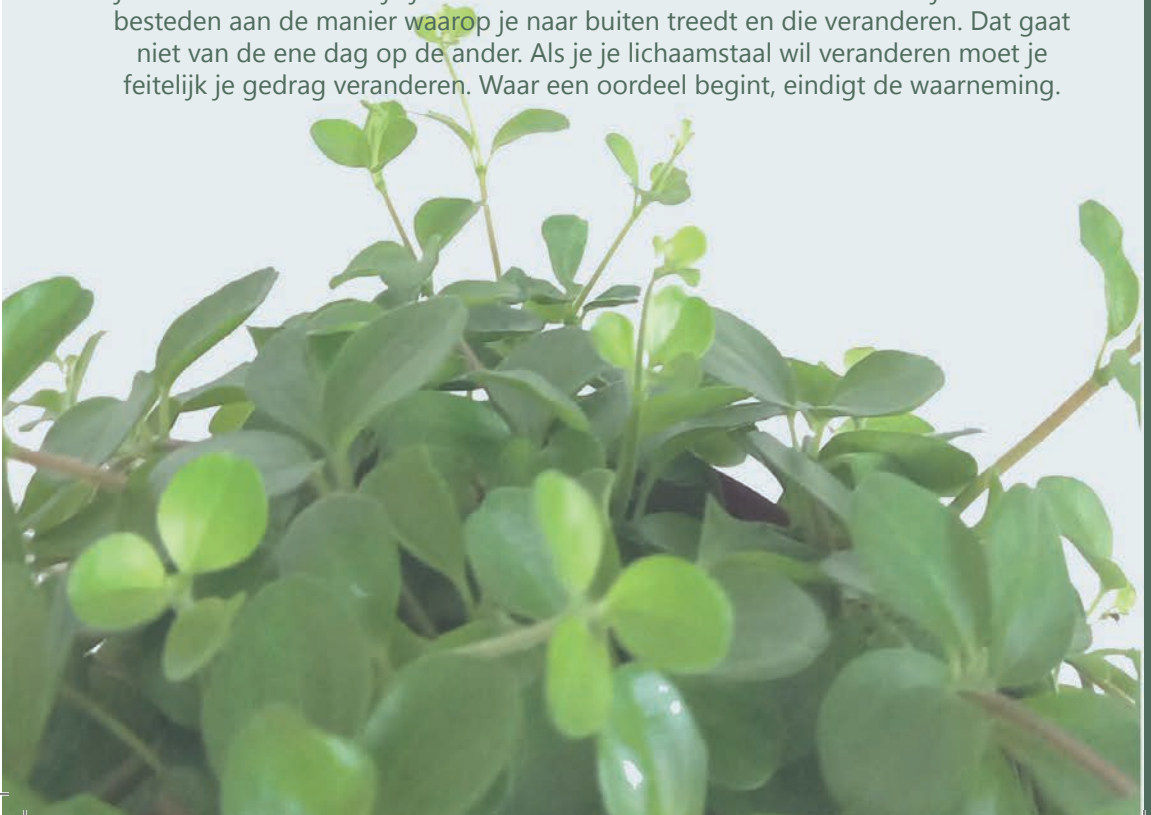 besteden aan de manier waarop je naar buiten treedt en die veranderen. Dat gaat
niet van de ene dag op de ander. Als je je lichaamstaal wil veranderen moet je
feitelijk je gedrag veranderen. Waar een oordeel begint, eindigt de waarneming.